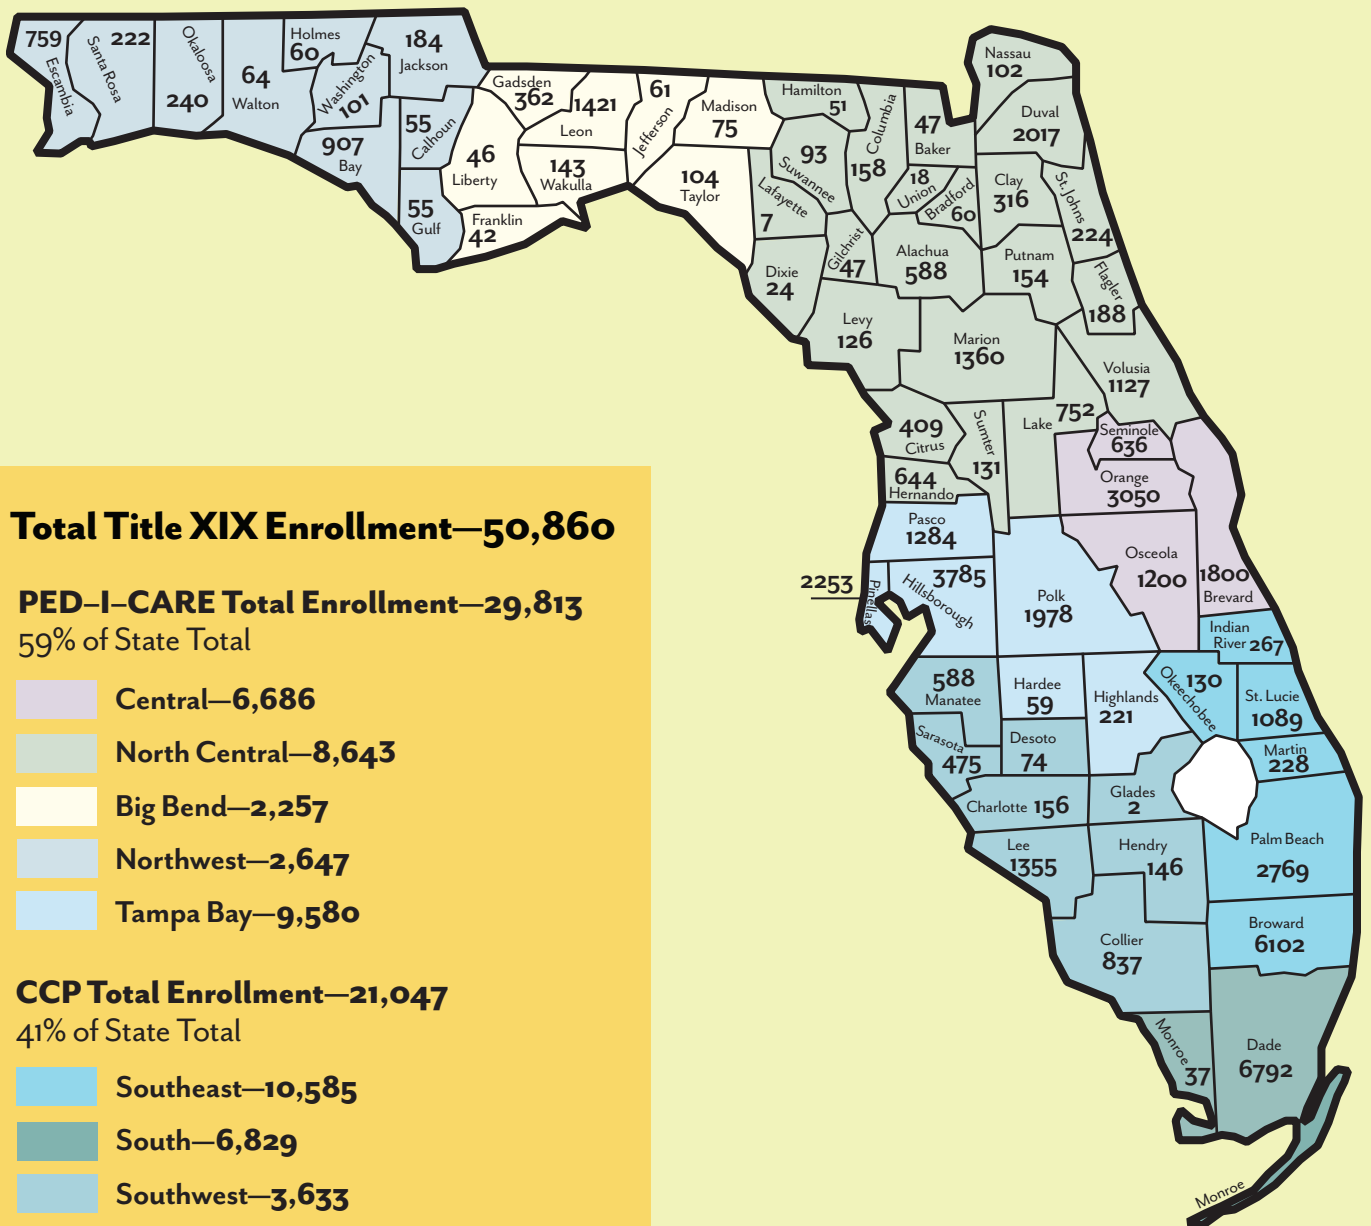 759
Escambia
Santa Rosa
222
Okaloosa
240
64
Walton
Holmes
60
Washington
101
184
Jackson
907
Bay
55
Calhoun
55
Gulf
Gadsden
362
46
Liberty
Franklin
42
1421
Leon
143
Wakulla
61
Jefferson
Madison
75
104
Taylor
Hamilton
51
93
Suwannee
Lafayette
7
Dixie
24
Columbia
158
Gilchrist
47
47
Baker
18
Union
Bradford
60
Nassau
102
Duval
2017
Clay
316
St. Johns
224
Alachua
588
Putnam
154
Flagler
188
Levy
126
Marion
1360
Volusia
1127
409
Citrus
Sumter
131
Lake 752
Seminole
636
644
Hernando
Orange
3050
Pasco
1284
Osceola
1200
1800
Brevard
2253
Pinellas
3785
Hillsborough
Polk
1978
Indian
River 267
588
Manatee
Hardee
59
Highlands
221
130
Okeechobee
St. Lucie
1089
Sarasota
475
Desoto
74
Martin
228
Charlotte 156
Glades
2
Lee
1355
Hendry
146
Palm Beach
2769
Collier
837
Broward
6102
Monroe
37
Dade
6792
Monroe
Total Title XIX Enrollment—50,860
PED–I–CARE Total Enrollment—29,813
59% of State Total
Central—6,686
North Central—8,643
Big Bend—2,257
Northwest—2,647
Tampa Bay—9,580
CCP Total Enrollment—21,047
41% of State Total
Southeast—10,585
South—6,829
Southwest—3,633